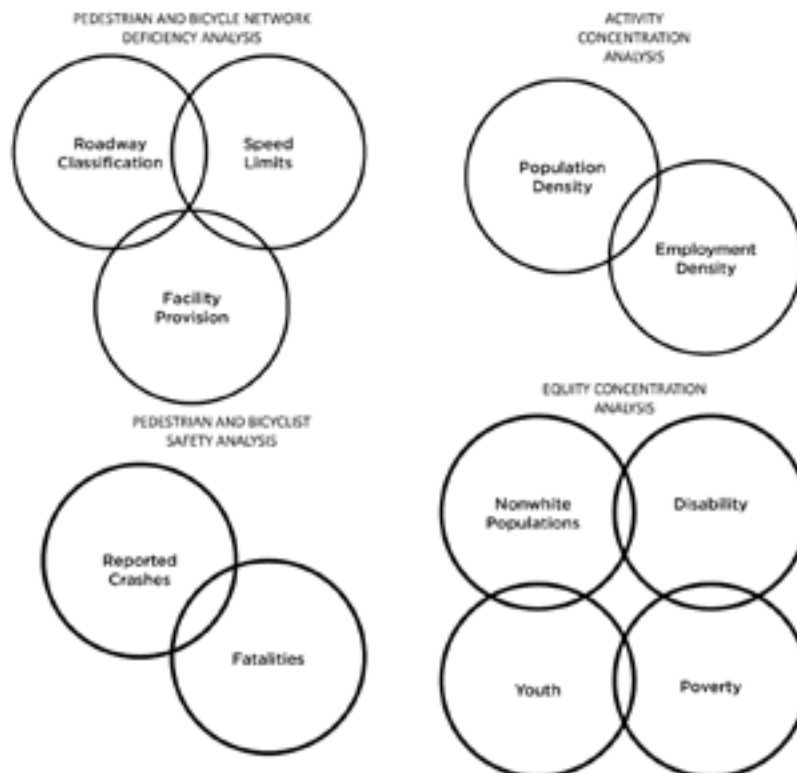 PEDESTRIAN AND BICYCLE NETWORK
DEFICIENCY ANALYSIS
Roadway
Classification
Speed
Limits
Facility
Provision
ACTIVITY
CONCENTRATION
ANALYSIS
Population
Density
Employment
Density
PEDESTRIAN AND BICYCLIST
SAFETY ANALYSIS
Reported
Crashes
Fatalities
EQUITY CONCENTRATION
ANALYSIS
Nonwhite
Populations
Disability
Youth
Poverty